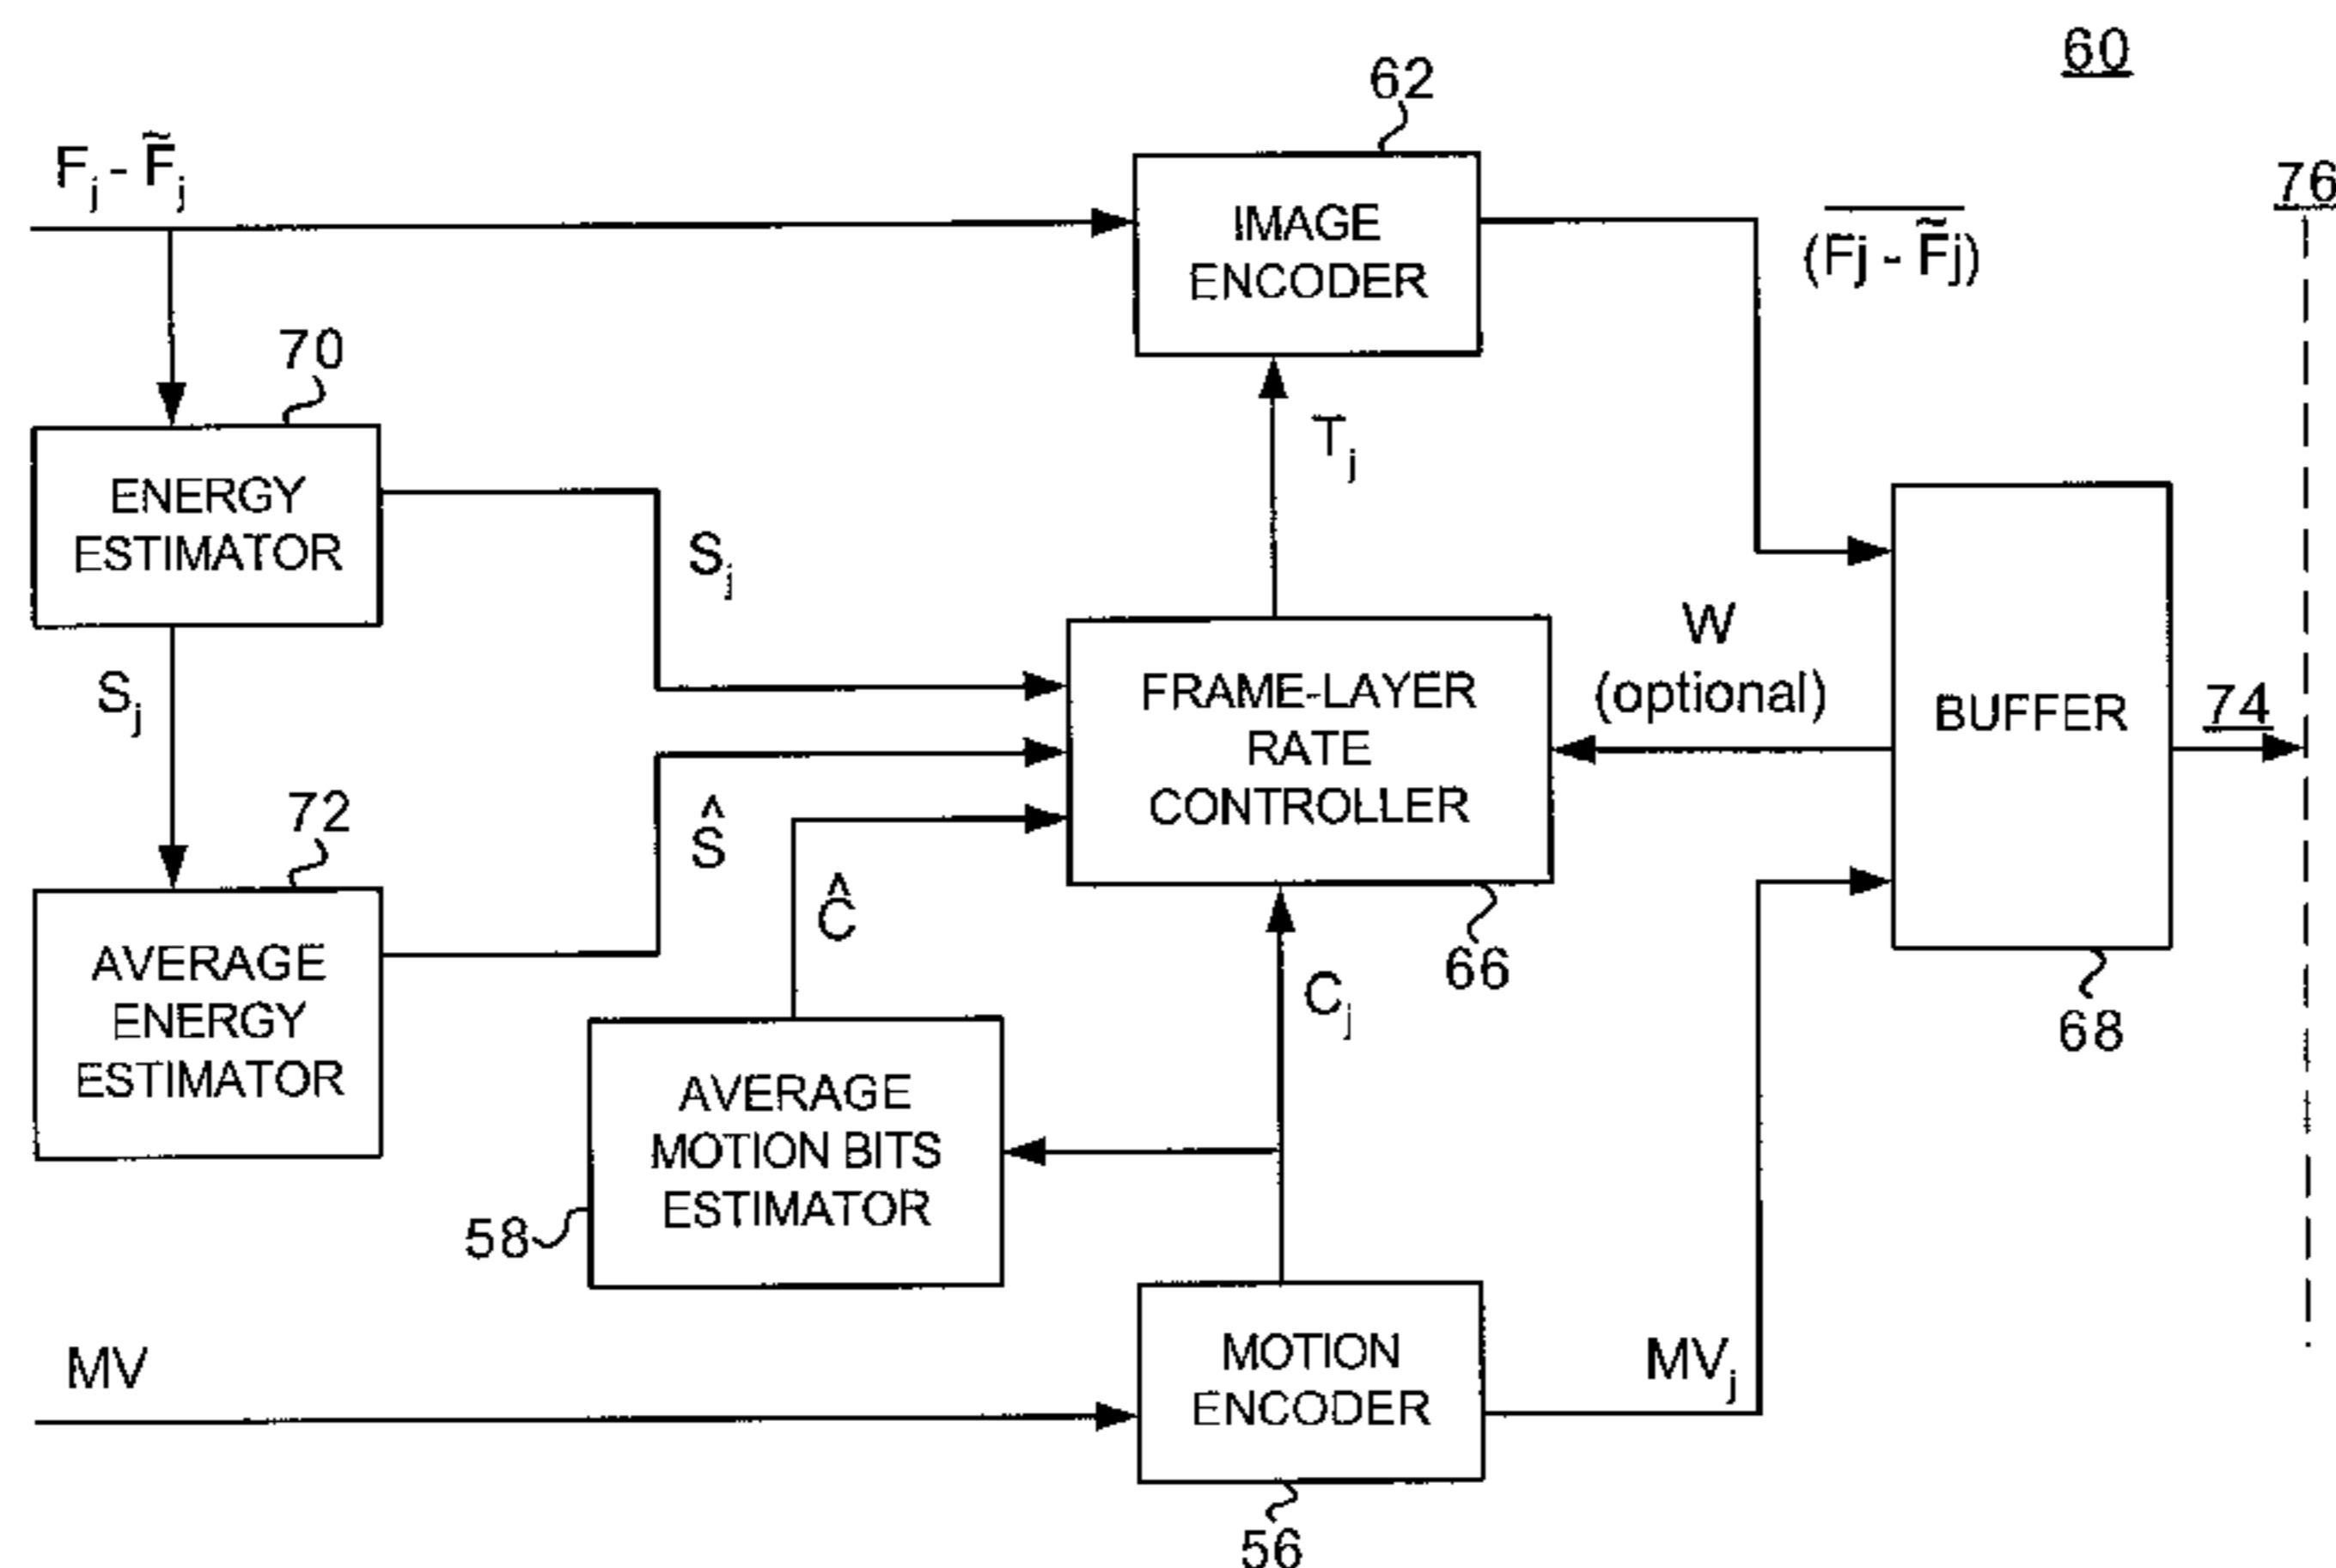 60
62
F_j - F̃_j
76
IMAGE
ENCODER
(Fj - F̃j)
70
T_j
ENERGY
ESTIMATOR
S_j
W
(optional)
S_j
FRAME-LAYER
RATE
CONTROLLER
BUFFER
74
72
Ŝ
Ĉ
66
AVERAGE
ENERGY
ESTIMATOR
C_j
68
AVERAGE
MOTION BITS
ESTIMATOR
58
MV
MOTION
ENCODER
MV_j
56